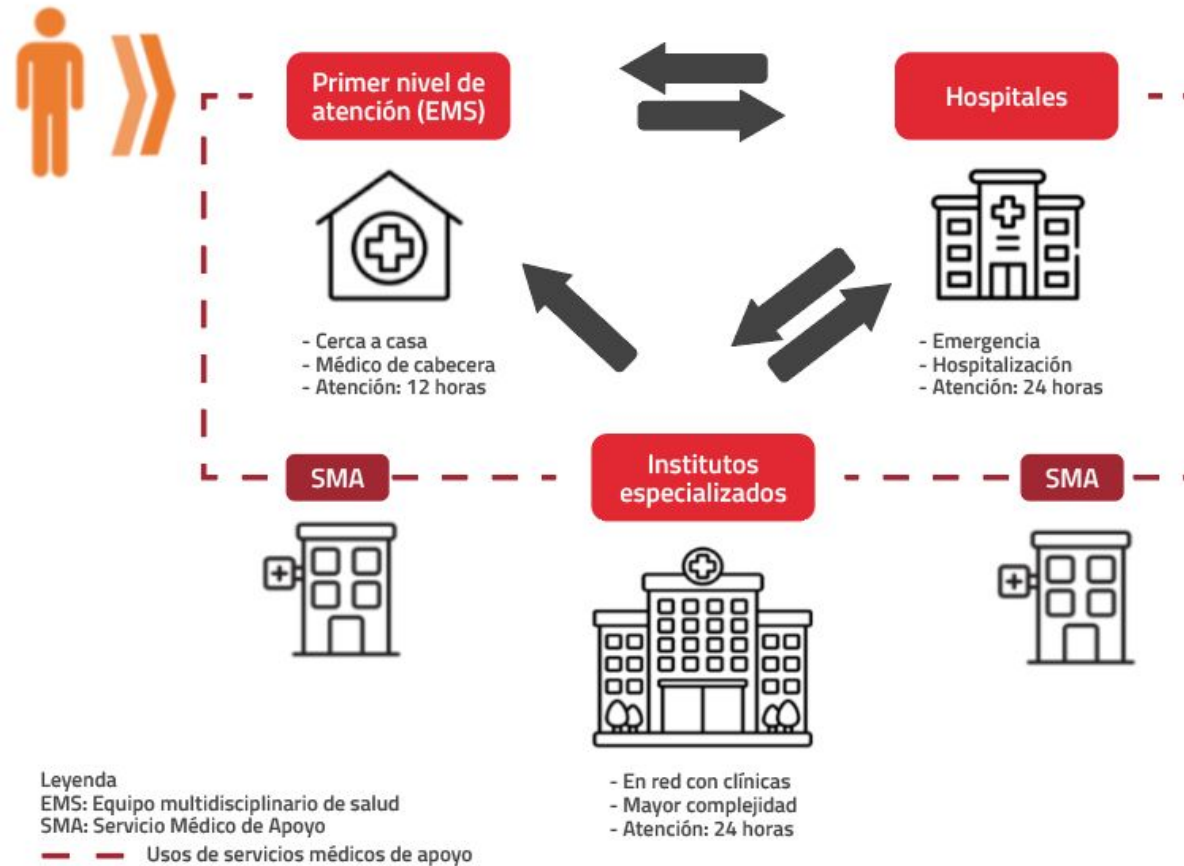 Primer nivel de
atención (EMS)
- Cerca a casa
- Médico de cabecera
- Atención: 12 horas
Hospitales
- Emergencia
- Hospitalización
- Atención: 24 horas
SMA
Institutos
especializados
- En red con clínicas
- Mayor complejidad
- Atención: 24 horas
SMA
Leyenda
EMS: Equipo multidisciplinario de salud
SMA: Servicio Médico de Apoyo
Usos de servicios médicos de apoyo